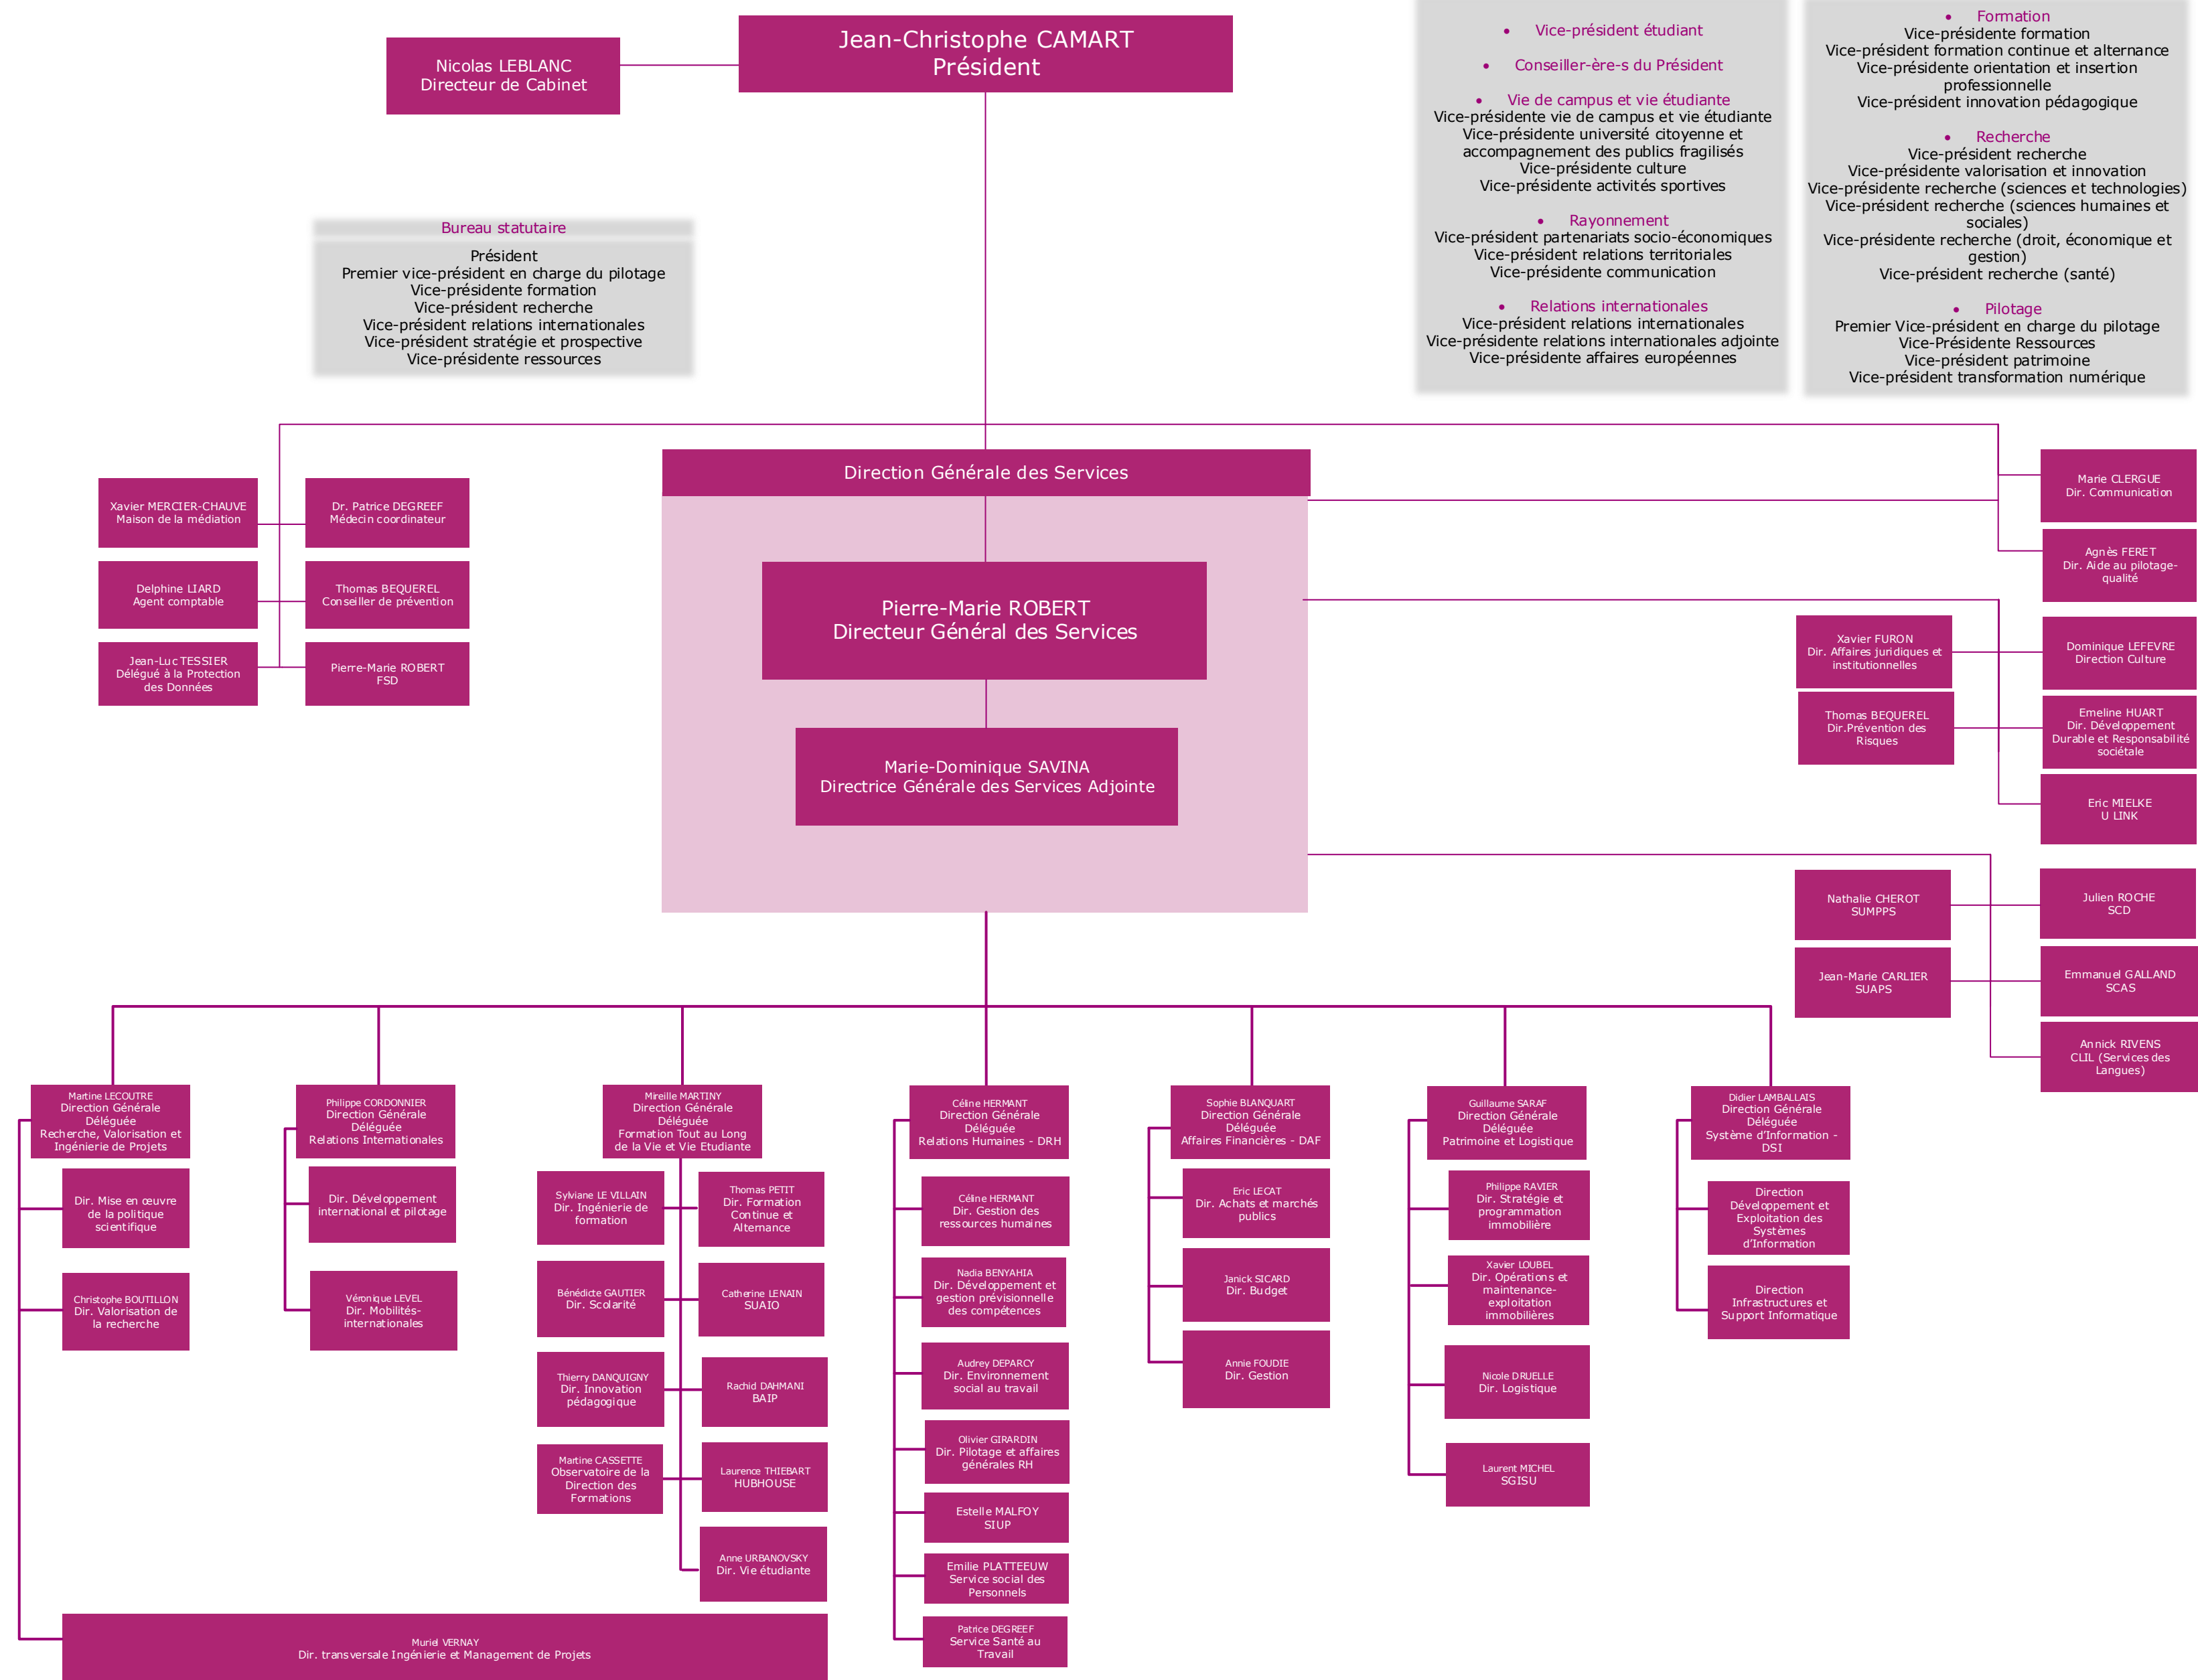 Jean-Christophe CAMART
Président
Nicolas LEBLANC
Directeur de Cabinet
• Vice-président étudiant
• Conseiller-ère-s du Président
• Vie de campus et vie étudiante
Vice-présidente vie de campus et vie étudiante
Vice-présidente université citoyenne et
accompagnement des publics fragilisés
Vice-présidente culture
Vice-présidente activités sportives
• Rayonnement
Vice-président partenariats socio-économiques
Vice-président relations territoriales
Vice-présidente communication
• Relations internationales
Vice-président relations internationales
Vice-présidente relations internationales adjointe
Vice-présidente affaires européennes
• Formation
Vice-présidente formation
Vice-président formation continue et alternance
Vice-présidente orientation et insertion
professionnelle
Vice-président innovation pédagogique
• Recherche
Vice-président recherche
Vice-présidente valorisation et innovation
Vice-présidente recherche (sciences et technologies)
Vice-président recherche (sciences humaines et
sociales)
Vice-présidente recherche (droit, économique et
gestion)
Vice-président recherche (santé)
• Pilotage
Premier Vice-président en charge du pilotage
Vice-Présidente Ressources
Vice-président patrimoine
Vice-président transformation numérique
Bureau statutaire
Président
Premier vice-président en charge du pilotage
Vice-présidente formation
Vice-président recherche
Vice-président relations internationales
Vice-président stratégie et prospective
Vice-présidente ressources
Direction Générale des Services
Pierre-Marie ROBERT
Directeur Général des Services
Marie-Dominique SAVINA
Directrice Générale des Services Adjointe
Xavier MERCIER-CHAUVE
Maison de la médiation
Dr. Patrice DEGREEF
Médecin coordinateur
Delphine LIARD
Agent comptable
Thomas BEQUEREL
Conseiller de prévention
Jean-Luc TESSIER
Délégué à la Protection
des Données
Pierre-Marie ROBERT
FSD
Marie CLERGUE
Dir. Communication
Agnès FERET
Dir. Aide au pilotage-
qualité
Xavier FURON
Dir. Affaires juridiques et
institutionnelles
Dominique LEFEVRE
Direction Culture
Thomas BEQUEREL
Dir.Prévention des
Risques
Emeline HUART
Dir. Développement
Durable et Responsabilité
sociétale
Eric MIELKE
U LINK
Nathalie CHEROT
SUMPPS
Julien ROCHE
SCD
Jean-Marie CARLIER
SUAPS
Emmanuel GALLAND
SCAS
Annick RIVENS
CLIL (Services des
Langues)
Martine LECOUTRE
Direction Générale
Déléguée
Recherche, Valorisation et
Ingénierie de Projets
Dir. Mise en œuvre
de la politique
scientifique
Christophe BOUTILLON
Dir. Valorisation de
la recherche
Philippe CORDONNIER
Direction Générale
Déléguée
Relations Internationales
Dir. Développement
international et pilotage
Véronique LEVEL
Dir. Mobilités-
internationales
Mireille MARTINY
Direction Générale
Déléguée
Formation Tout au Long
de la Vie et Vie Etudiante
Sylviane LE VILLAIN
Dir. Ingénierie de
formation
Thomas PETIT
Dir. Formation
Continue et
Alternance
Bénédicte GAUTIER
Dir. Scolarité
Catherine LENAIN
SUAIO
Thierry DANQUIGNY
Dir. Innovation
pédagogique
Rachid DAHMANI
BAIP
Martine CASSETTE
Observatoire de la
Direction des
Formations
Laurence THIEBART
HUBHOUSE
Anne URBANOVSKY
Dir. Vie étudiante
Muriel VERNAY
Dir. transversale Ingénierie et Management de Projets
Céline HERMANT
Direction Générale
Déléguée
Relations Humaines - DRH
Céline HERMANT
Dir. Gestion des
ressources humaines
Nadia BENYAHIA
Dir. Développement et
gestion prévisionnelle
des compétences
Audrey DEPARCY
Dir. Environnement
social au travail
Olivier GIRARDIN
Dir. Pilotage et affaires
générales RH
Estelle MALFOY
SIUP
Emilie PLATTEEUW
Service social des
Personnels
Patrice DEGREEF
Service Santé au
Travail
Sophie BLANQUART
Direction Générale
Déléguée
Affaires Financières - DAF
Eric LECAT
Dir. Achats et marchés
publics
Janick SICARD
Dir. Budget
Annie FOUDIE
Dir. Gestion
Guillaume SARAF
Direction Générale
Déléguée
Patrimoine et Logistique
Philippe RAVIER
Dir. Stratégie et
programmation
immobilière
Xavier LOUBEL
Dir. Opérations et
maintenance-
exploitation
immobilières
Nicole DRUELLE
Dir. Logistique
Laurent MICHEL
SGISU
Didier LAMBALLAIS
Direction Générale
Déléguée
Système d'Information -
DSI
Direction
Développement et
Exploitation des
Systèmes
d'Information
Direction
Infrastructures et
Support Informatique